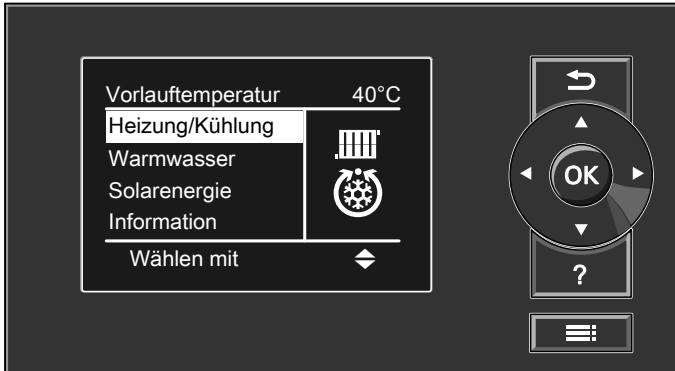 Vorlauftemperatur 40°C
Heizung/Kühlung
Warmwasser
Solarenergie
Information
Wählen mit
OK
?